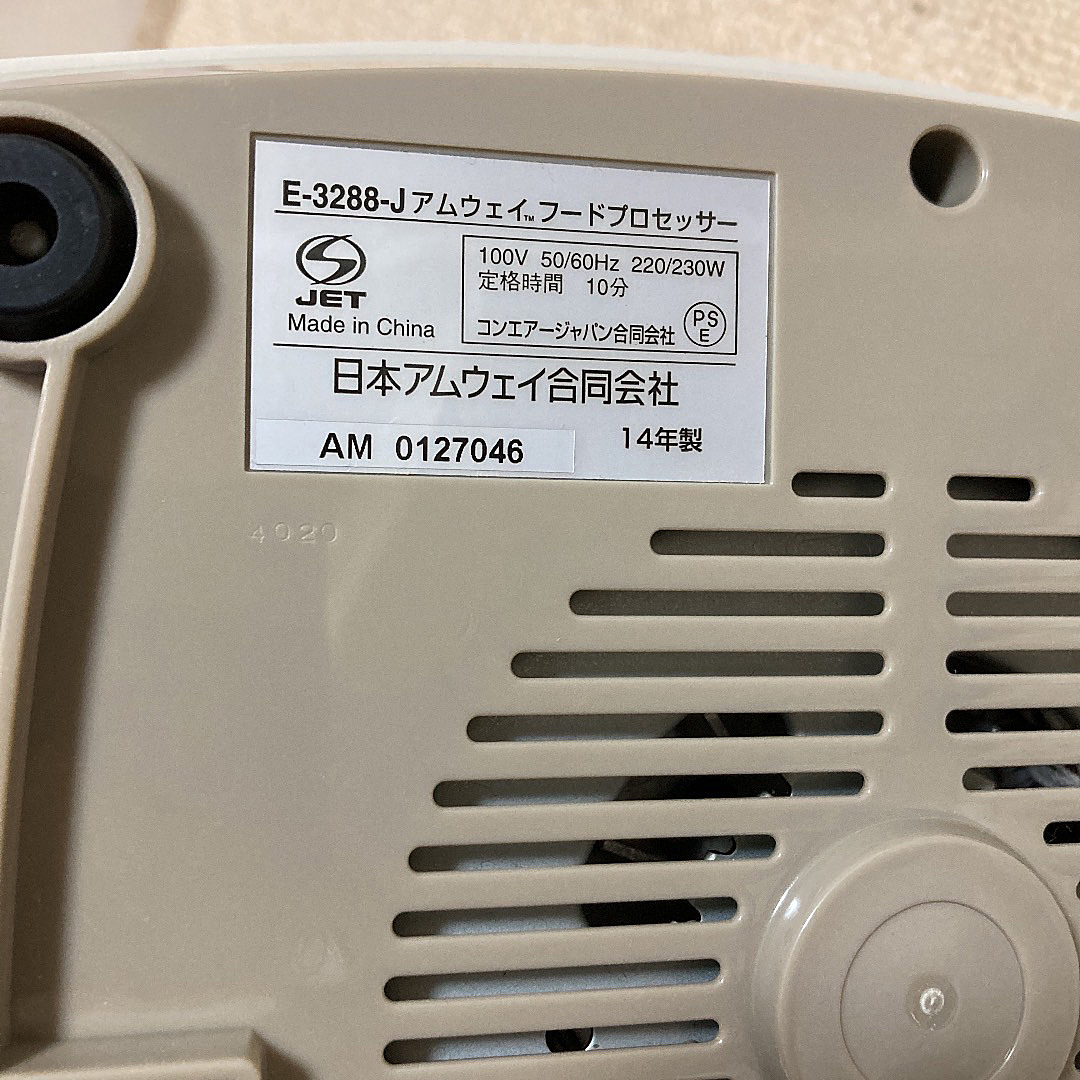 E-3288-J アムウェイ™ フードプロセッサー
JET
Made in China
100V 50/60Hz 220/230W
定格時間 10分
コンエアージャパン合同会社
PS
E
日本アムウェイ合同会社
AM 0127046
14年製
4020